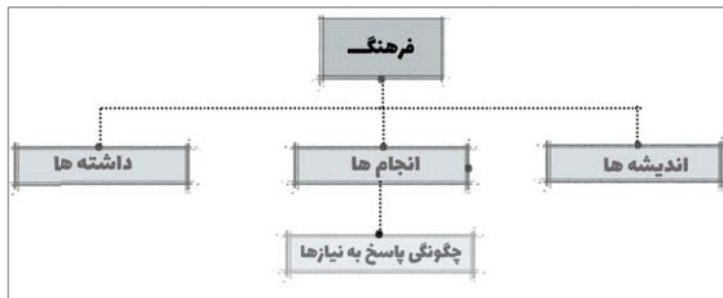 فرهنگ
اندیشه ها
انجام ها
داشته ها
چگونگی پاسخ به نیازها